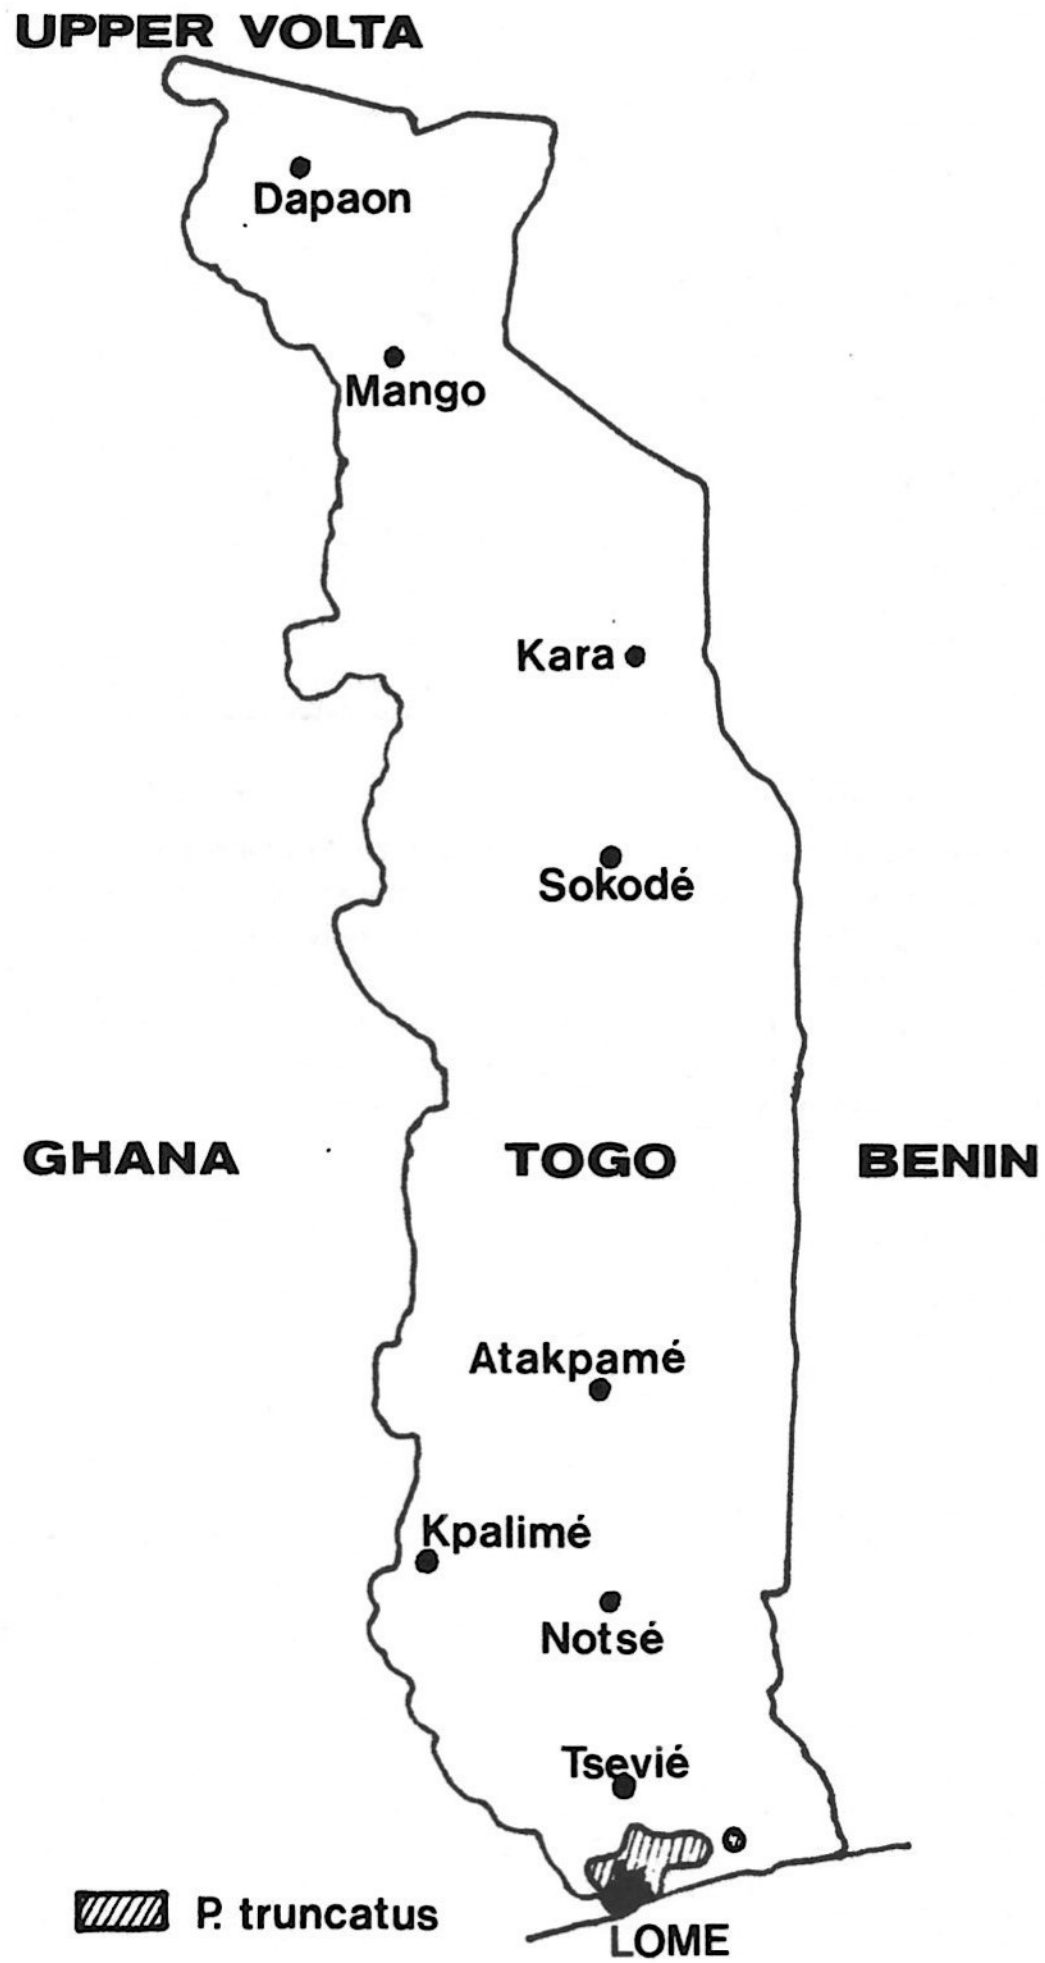 UPPER VOLTA
Dapaon
Mango
Kara
Sokodé
GHANA
TOGO
BENIN
Atakpamé
Kpalimé
Notsé
Tsevié
P. truncatus
LOME